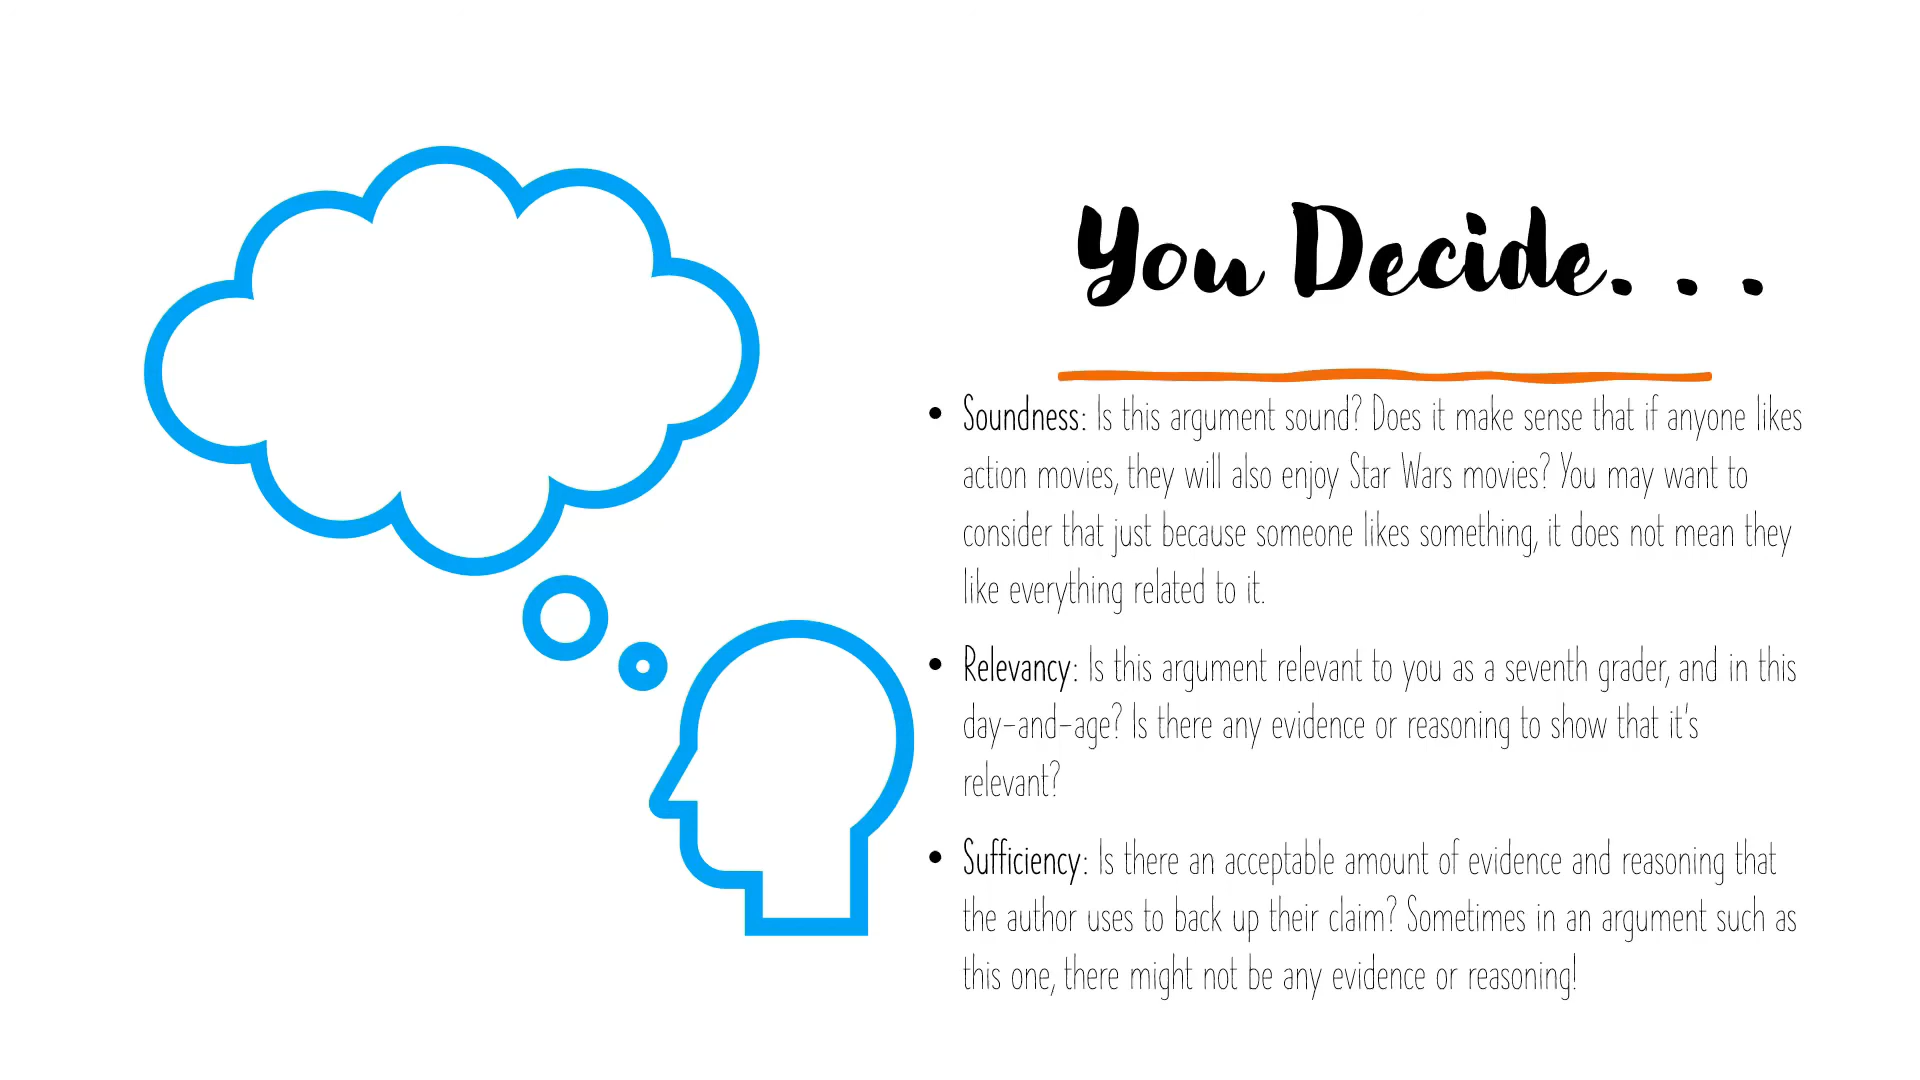 You Decide. . .
• Soundness: Is this argument sound? Does it make sense that if anyone likes
action movies, they will also enjoy Star Wars movies? You may want to
consider that just because someone likes something, it does not mean they
like everything related to it.
• Relevancy: Is this argument relevant to you as a seventh grader, and in this
day-and-age? Is there any evidence or reasoning to show that it's
relevant?
• Sufficiency: Is there an acceptable amount of evidence and reasoning that
the author uses to back up their claim? Sometimes in an argument such as
this one, there might not be any evidence or reasoning!